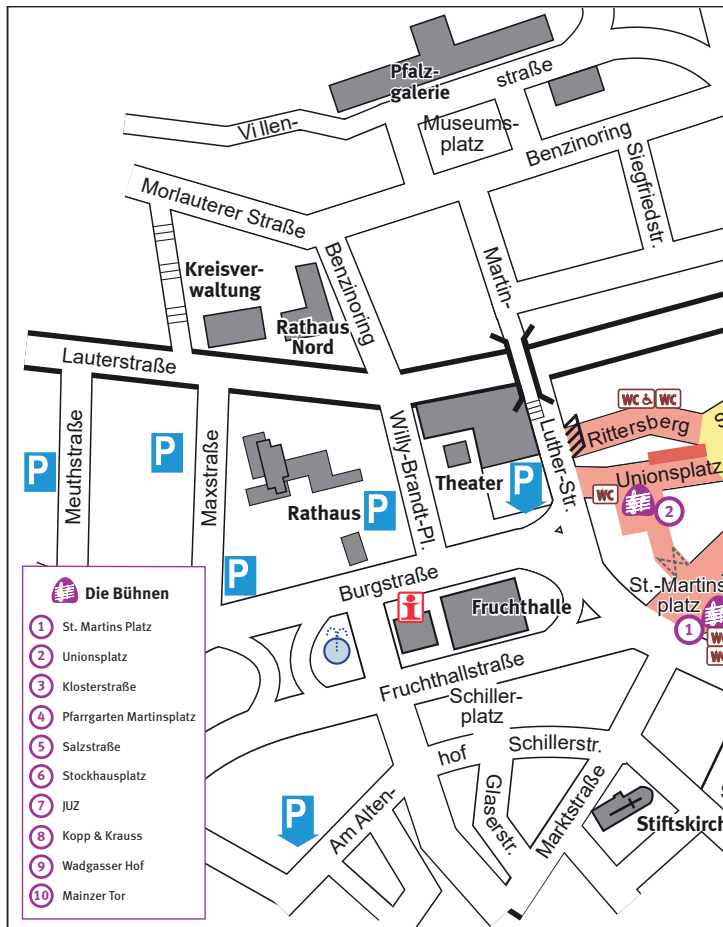 Pfalz-
galerie
straße
Villen-
Museums-
platz
Benzinoring
Siegfriedstr.
Morlauterer Straße
Benzinoring
Martin-
Kreisver-
waltung
Rathaus
Nord
Lauterstraße
WC WC
Rittersberg
S
Meuthstraße
P
P
Maxstraße
Willy-Brandt-Pl.
Theater
P
Luther-Str.
Unionsplatz
WC
2
Rathaus
P
P
Burgstraße
Fruchthalle
i
St.-Martins-
platz
1
WC
WC
Fruchthallstraße
Schiller-
platz
hof
Schillerstr.
Glaserstr.
Marktstraße
Stiftskirch
P
Am Alten-
Die Bühnen
1 St. Martins Platz
2 Unionsplatz
3 Klosterstraße
4 Pfarrgarten Martinsplatz
5 Salzstraße
6 Stockhausplatz
7 JUZ
8 Kopp & Krauss
9 Wadgasser Hof
10 Mainzer Tor